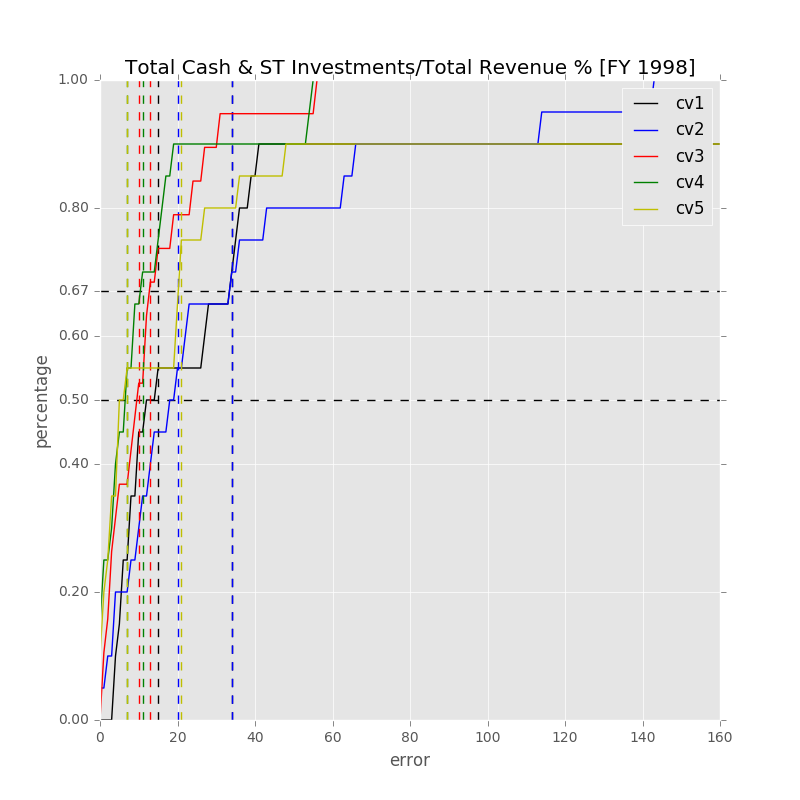 Total Cash & ST Investments/Total Revenue % [FY 1998]
1.00
cv1
cv2
cv3
cv4
cv5
0.80
0.67
0.60
0.50
0.40
0.20
0.00
percentage
0 20 40 60 80 100 120 140 160
error